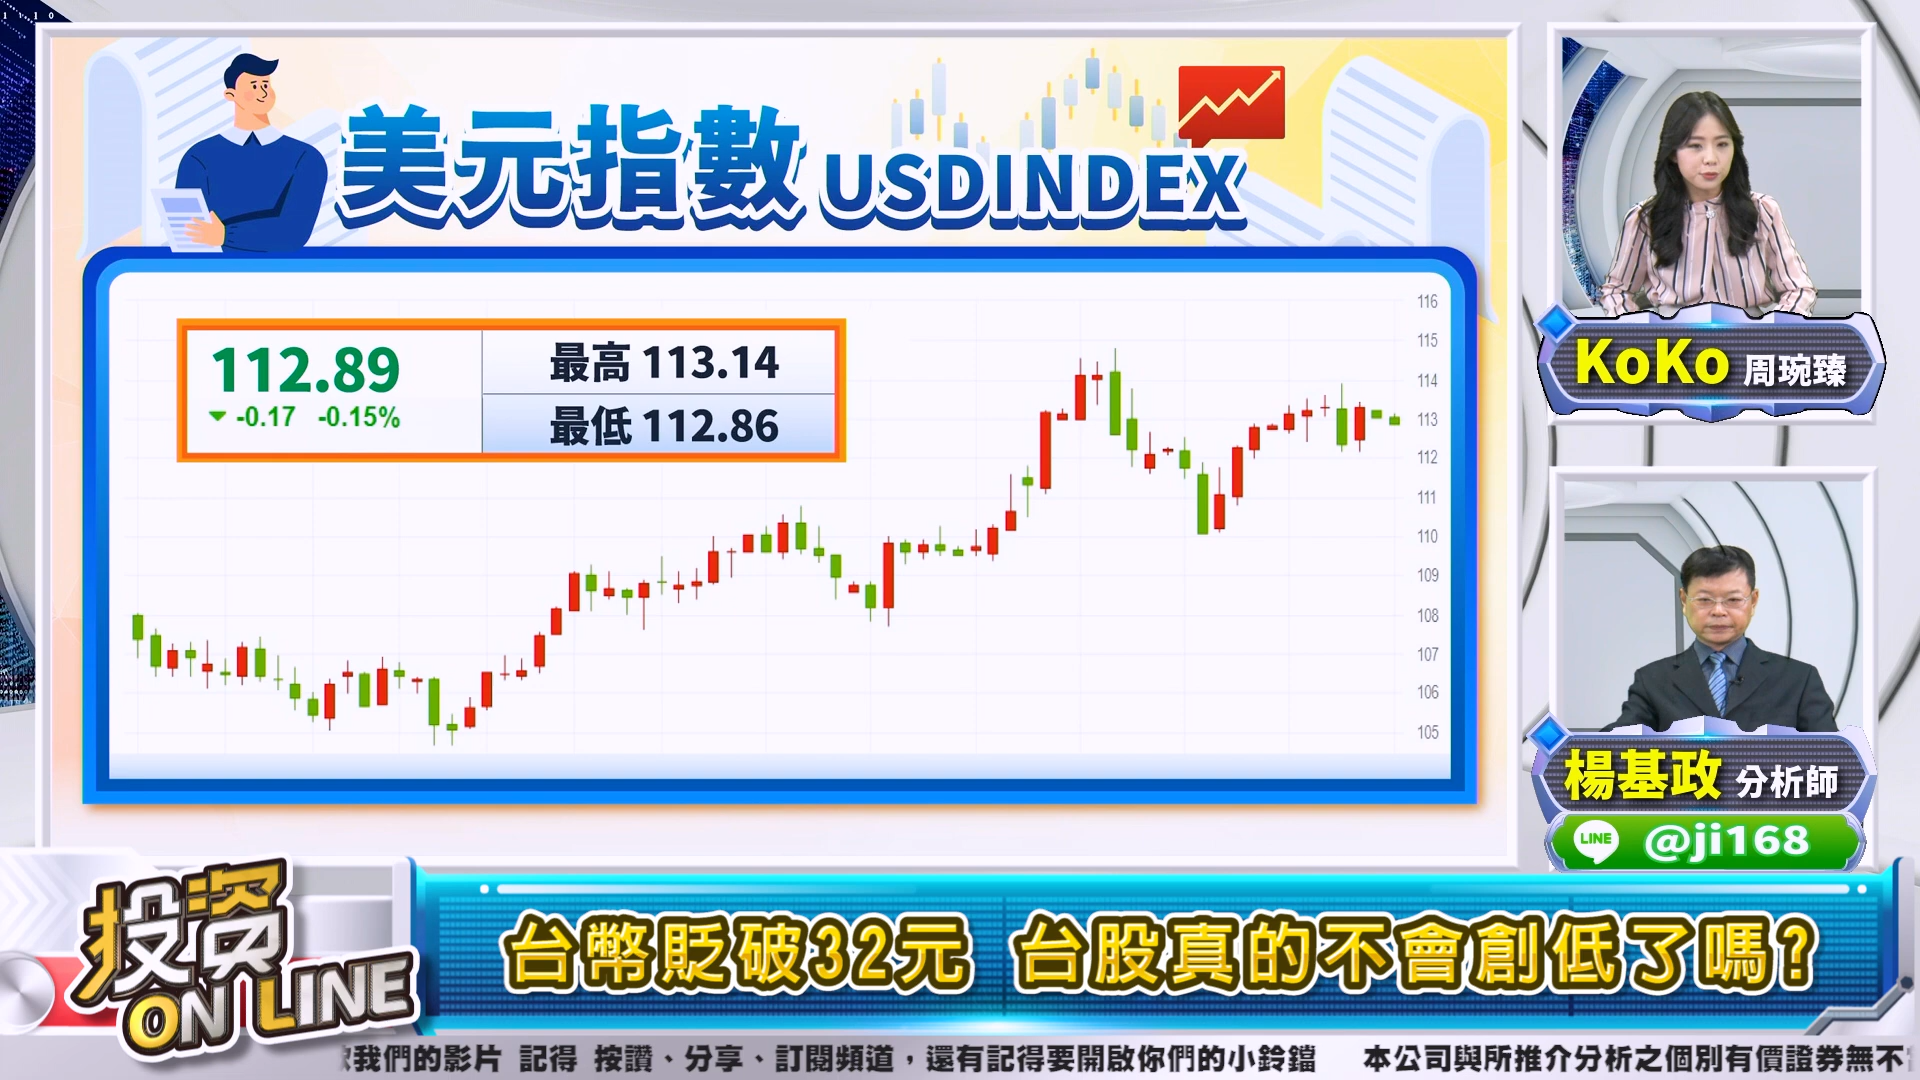 1110
美元指數 USDINDEX
112.89
▼ -0.17 -0.15%
最高 113.14
最低 112.86
116
115
114
113
112
111
110
109
108
107
106
105
KoKo 周琬臻
楊基政 分析師
LINE @ji168
投資
ON LINE
台幣貶破32元 台股真的不會創低了嗎?
我們的影片 記得 按讚、分享、訂閱頻道，還有記得要開啟你們的小鈴鐺 本公司與所推介分析之個別有價證券無不